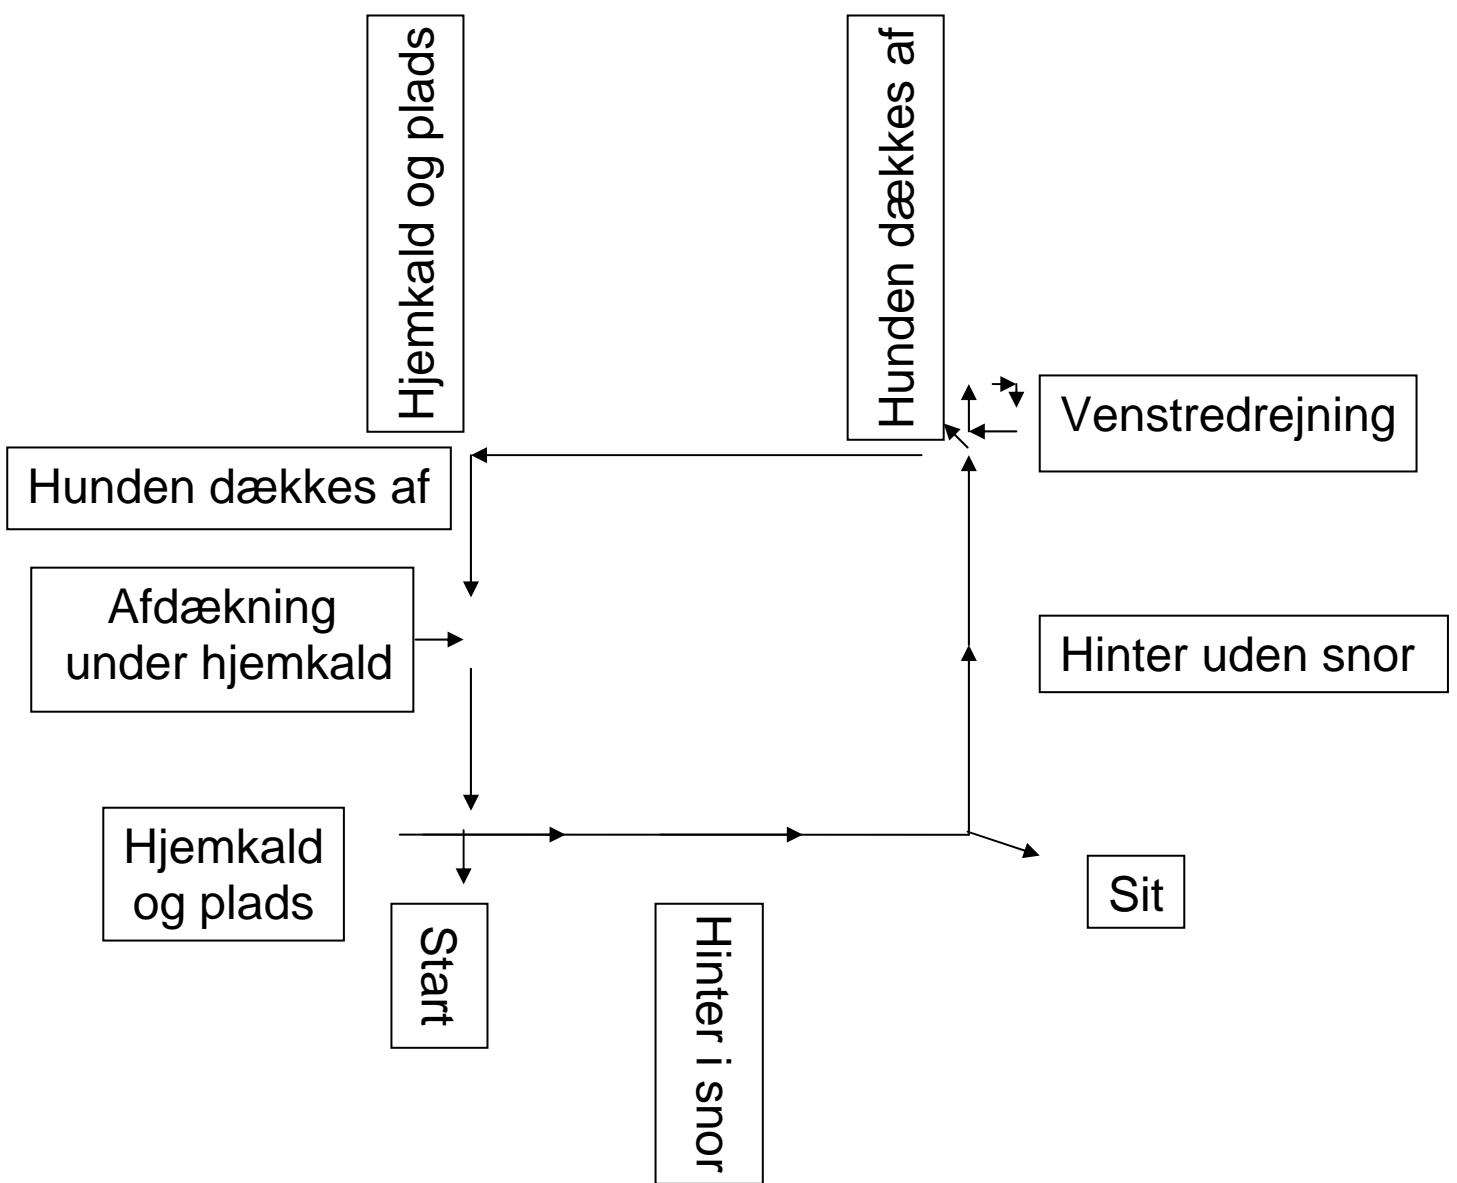 Hjemkald og plads
Hunden dækkes af
Venstredrejning
Hunden dækkes af
Afdækning
under hjemkald
Hinter uden snor
Hjemkald
og plads
Sit
Start
Hinter i snor